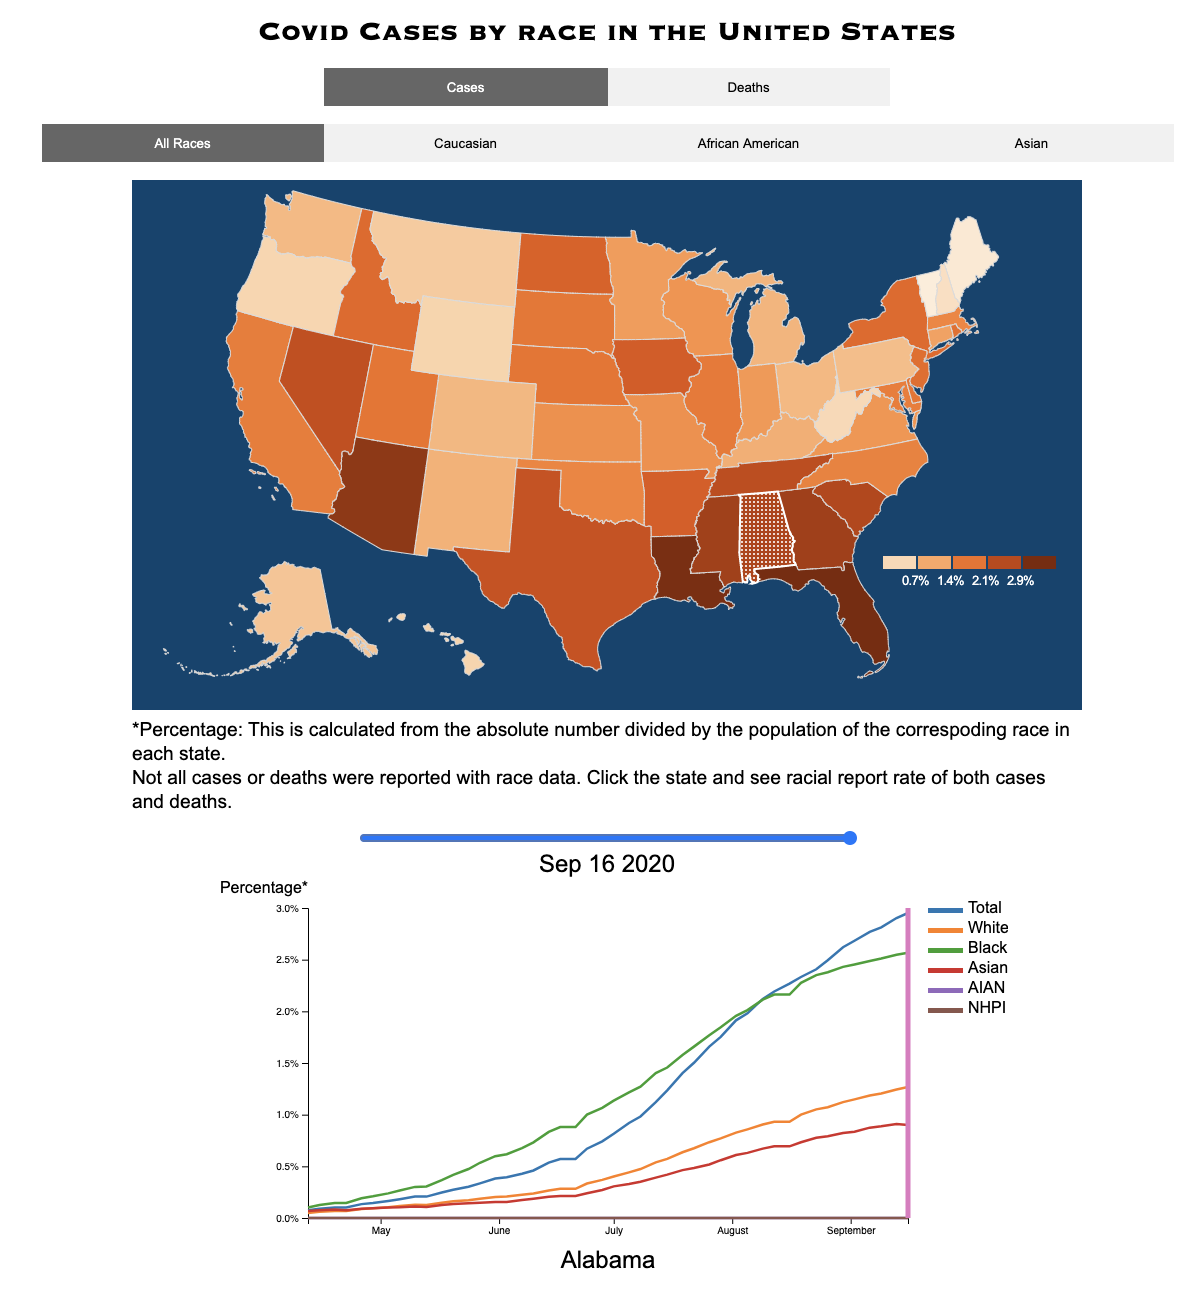 Covid Cases by race in the United States
Cases
Deaths
All Races
Caucasian
African American
Asian
0.7%
1.4%
2.1%
2.9%
*Percentage: This is calculated from the absolute number divided by the population of the correspoding race in
each state.
Not all cases or deaths were reported with race data. Click the state and see racial report rate of both cases
and deaths.
Sep 16 2020
Percentage*
3.0%
2.5%
2.0%
1.5%
1.0%
0.5%
0.0%
May
June
July
August
September
Total
White
Black
Asian
AIAN
NHPI
Alabama